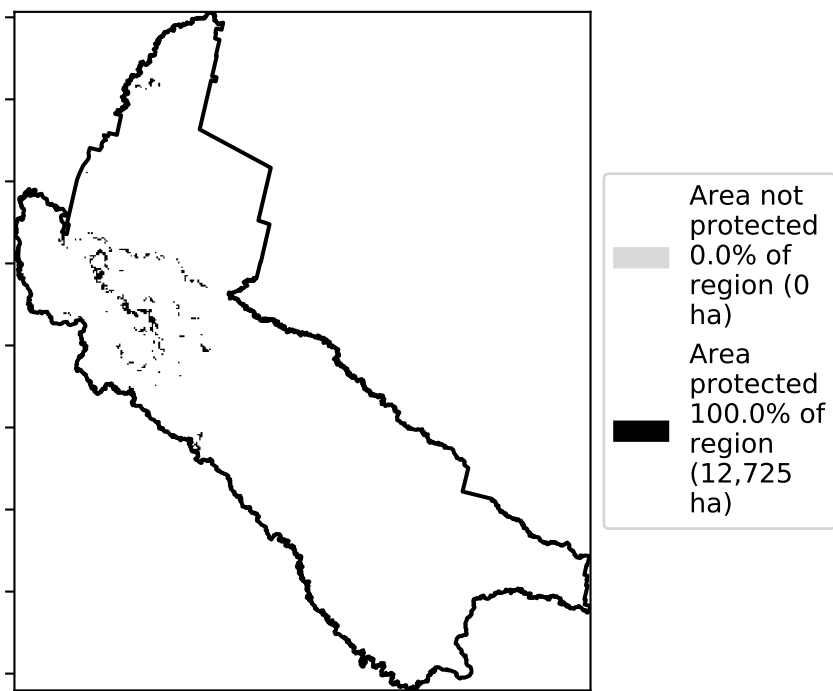 Area not
protected
0.0% of
region (0
ha)
Area
protected
100.0% of
region
(12,725
ha)